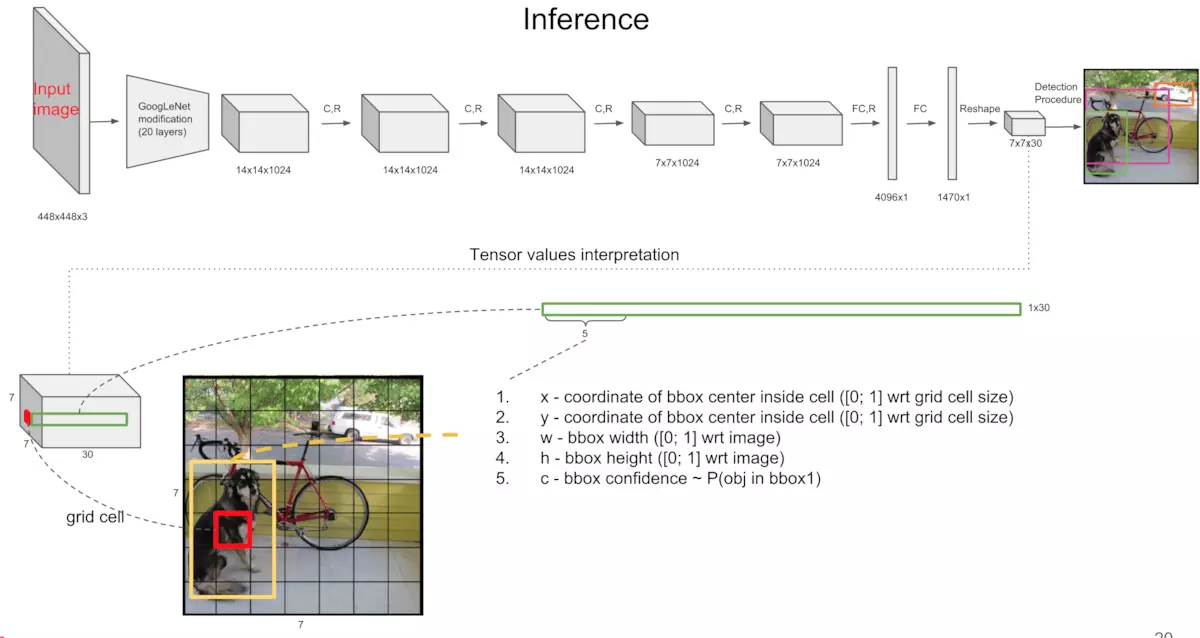 Inference
Input
image
GoogLeNet
modification
(20 layers)
C,R
C,R
C,R
C,R
FC,R
FC
Reshape
Detection
Procedure
448x448x3
14x14x1024
14x14x1024
14x14x1024
7x7x1024
7x7x1024
4096x1
1470x1
7x7x30
Tensor values interpretation
1x30
5
7
7
30
grid cell
7
7
1. x - coordinate of bbox center inside cell ([0; 1] wrt grid cell size)
2. y - coordinate of bbox center inside cell ([0; 1] wrt grid cell size)
3. w - bbox width ([0; 1] wrt image)
4. h - bbox height ([0; 1] wrt image)
5. c - bbox confidence ~ P(obj in bbox1)